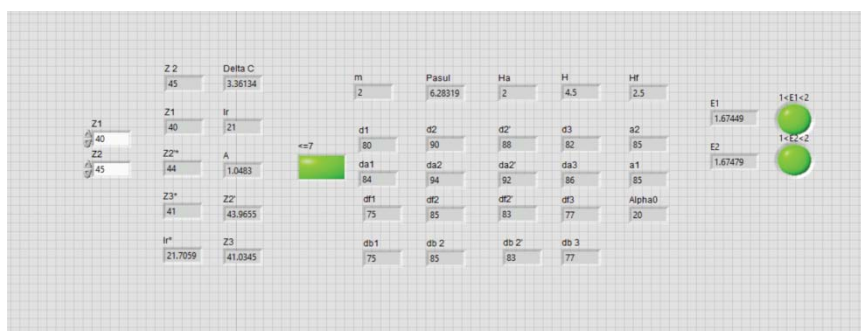 Z 2 Delta C
45 3.36134
m Pasul Ha H Hf
2 6.28319 2 4.5 2.5
E1 1<E1<2
1.67449
Z1 Ir
40 21
Z1
40
d1 d2 d2' d3 a2
80 90 88 82 85
<=7
E2 1<E2<2
1.67479
Z2 Z2'* A
45 44 1.0483
da1 da2 da2' da3 a1
84 94 92 86 85
Z3* Z2'
41 43.9655
df1 df2 df2' df3 Alpha0
75 85 83 77 20
Ir* Z3
21.7059 41.0345
db1 db 2 db 2' db 3
75 85 83 77